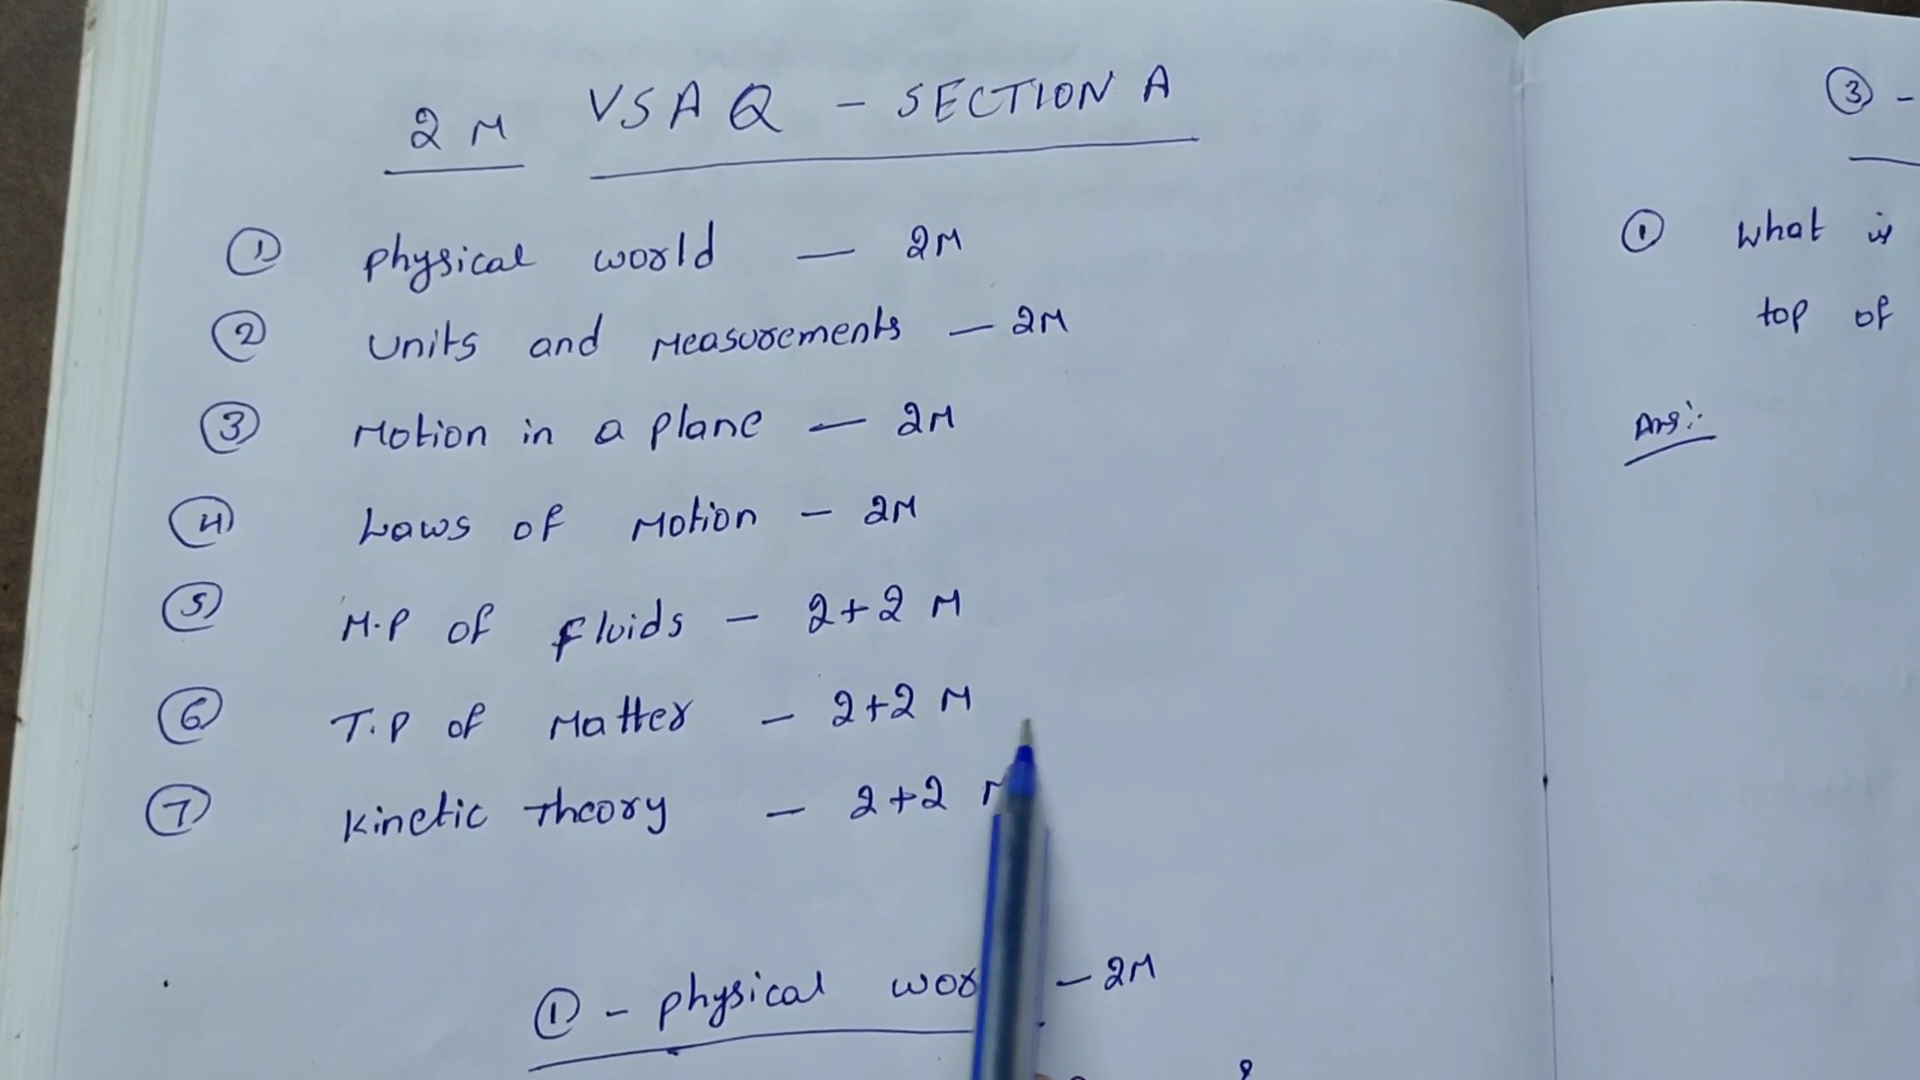 2 M VSAQ - SECTION A
① Physical world — 2M
② Units and Measurements — 2M
③ Motion in a plane — 2M
④ Laws of Motion - 2M
⑤ M.P of Fluids - 2+2 M
⑥ T.P of Matter - 2+2 M
⑦ Kinetic Theory - 2+2
① - physical - 2M
③ -
① What is
top of
Ans:-